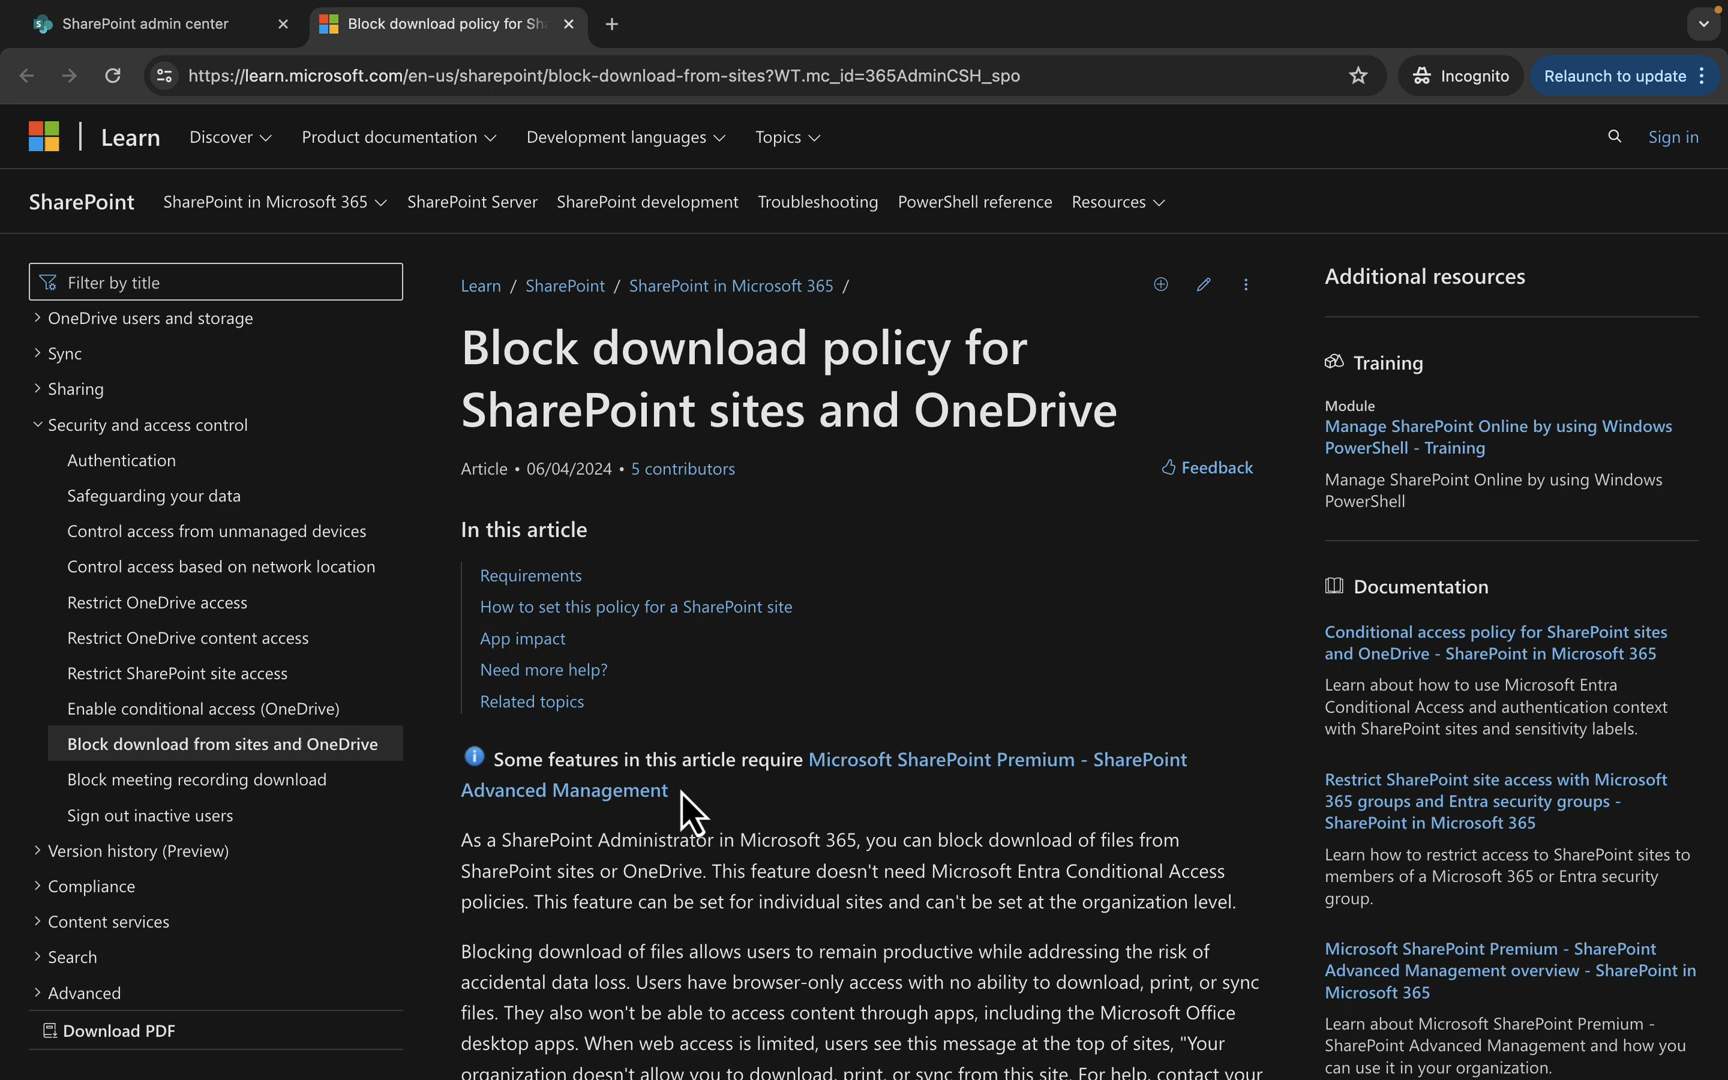 SharePoint admin center
Block download policy for Sh
https://learn.microsoft.com/en-us/sharepoint/block-download-from-sites?WT.mc_id=365AdminCSH_spo
Incognito
Relaunch to update
Learn
Discover
Product documentation
Development languages
Topics
Sign in
SharePoint
SharePoint in Microsoft 365
SharePoint Server
SharePoint development
Troubleshooting
PowerShell reference
Resources
Filter by title
OneDrive users and storage
Sync
Sharing
Security and access control
Authentication
Safeguarding your data
Control access from unmanaged devices
Control access based on network location
Restrict OneDrive access
Restrict OneDrive content access
Restrict SharePoint site access
Enable conditional access (OneDrive)
Block download from sites and OneDrive
Block meeting recording download
Sign out inactive users
Version history (Preview)
Compliance
Content services
Search
Advanced
Download PDF
Learn / SharePoint / SharePoint in Microsoft 365 /
Block download policy for
SharePoint sites and OneDrive
Article • 06/04/2024 • 5 contributors
Feedback
In this article
Requirements
How to set this policy for a SharePoint site
App impact
Need more help?
Related topics
Some features in this article require Microsoft SharePoint Premium - SharePoint
Advanced Management
As a SharePoint Administrator in Microsoft 365, you can block download of files from
SharePoint sites or OneDrive. This feature doesn't need Microsoft Entra Conditional Access
policies. This feature can be set for individual sites and can't be set at the organization level.
Blocking download of files allows users to remain productive while addressing the risk of
accidental data loss. Users have browser-only access with no ability to download, print, or sync
files. They also won't be able to access content through apps, including the Microsoft Office
desktop apps. When web access is limited, users see this message at the top of sites, "Your
organization doesn't allow you to download, print, or sync from this site. For help, contact your
Additional resources
Training
Module
Manage SharePoint Online by using Windows
PowerShell - Training
Manage SharePoint Online by using Windows
PowerShell
Documentation
Conditional access policy for SharePoint sites
and OneDrive - SharePoint in Microsoft 365
Learn about how to use Microsoft Entra
Conditional Access and authentication context
with SharePoint sites and sensitivity labels.
Restrict SharePoint site access with Microsoft
365 groups and Entra security groups -
SharePoint in Microsoft 365
Learn how to restrict access to SharePoint sites to
members of a Microsoft 365 or Entra security
group.
Microsoft SharePoint Premium - SharePoint
Advanced Management overview - SharePoint in
Microsoft 365
Learn about Microsoft SharePoint Premium -
SharePoint Advanced Management and how you
can use it in your organization.